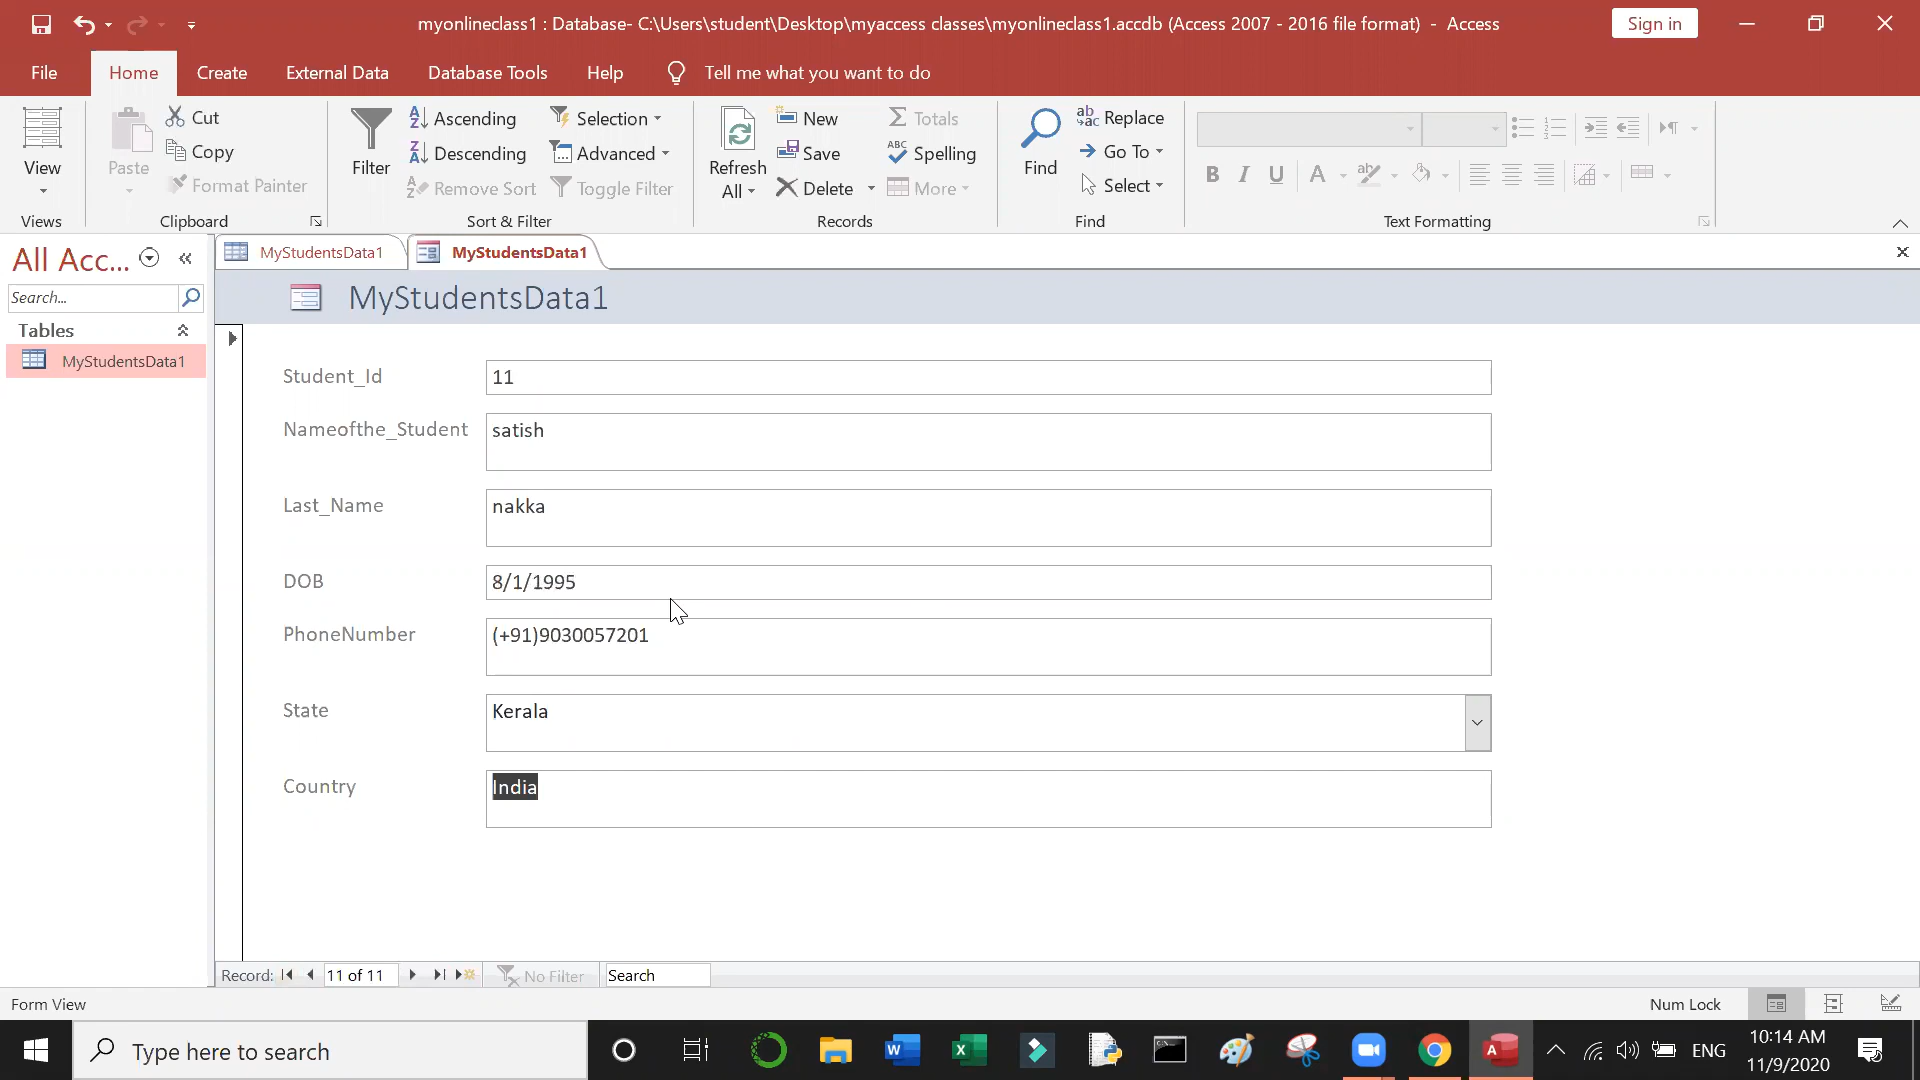 myonlineclass1 : Database- C:\Users\student\Desktop\myaccess classes\myonlineclass1.accdb (Access 2007 - 2016 file format) - Access
Sign in
File Home Create External Data Database Tools Help Tell me what you want to do
View
Views
Paste
Cut
Copy
Format Painter
Clipboard
Filter
Ascending
Descending
Remove Sort
Selection
Advanced
Toggle Filter
Sort & Filter
Refresh
All
New
Save
Delete
Totals
Spelling
More
Records
Find
Replace
Go To
Select
Find
B I U A
Text Formatting
All Acc...
Search...
Tables
MyStudentsData1
MyStudentsData1 MyStudentsData1
MyStudentsData1
Student_Id 11
Nameofthe_Student satish
Last_Name nakka
DOB 8/1/1995
PhoneNumber (+91)9030057201
State Kerala
Country India
Record: 11 of 11 No Filter Search
Form View Num Lock
Type here to search
ENG
10:14 AM
11/9/2020